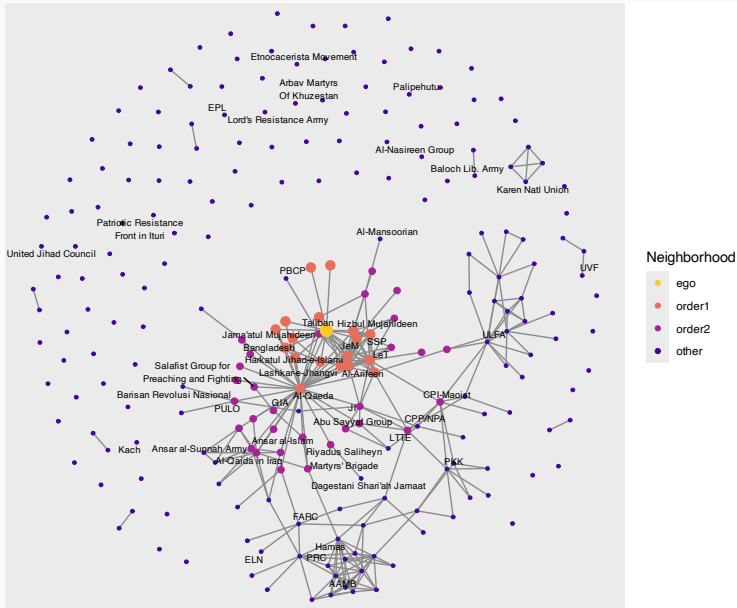 Etnocacerista Movement
Arbav Martyrs
Of Khuzestan
Palipehutu
EPL
Lord's Resistance Army
Al-Nasireen Group
Baloch Lib. Army
Karen Natl Union
Patriotic Resistance
Front in Ituri
United Jihad Council
Al-Mansoorian
UVF
PBCP
Taliban
Hizbul Mujahideen
Jama'atul Mujahideen
Bangladesh
JeM
SSP
ULFA
Harkatul Jihad-e-Islami
LeT
Lashkar-e-Jhangvi
Al-Arifeen
Salafist Group for
Preaching and Fighting
Barisan Revolusi Nasional
Al-Qaeda
CPI-Maoist
PULO
GIA
JI
Abu Sayyaf Group
CPP/NPA
LTTE
Kach
Ansar al-Sunnah Army
Ansar al-Islam
Riyadus Saliheyn
Martyrs' Brigade
Al-Qaida in Iraq
PKK
Dagestani Shari'ah Jamaat
FARC
Hamas
ELN
PRC
AAMB
Neighborhood
ego
order1
order2
other